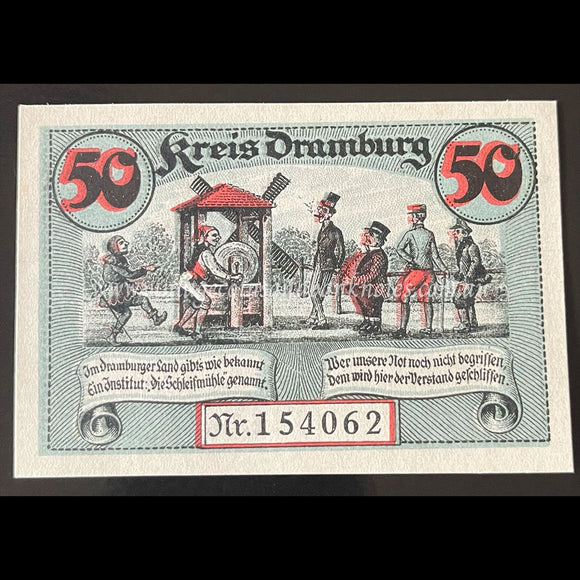 50 Kreis Dramburg 50
Im Dramburger Land gibts wie bekannt
Ein Institut: Die Schleifmühle genannt.
Wer unsere Not noch nicht begriffen,
Dem wird hier der Verstand geschliffen.
Nr. 154062